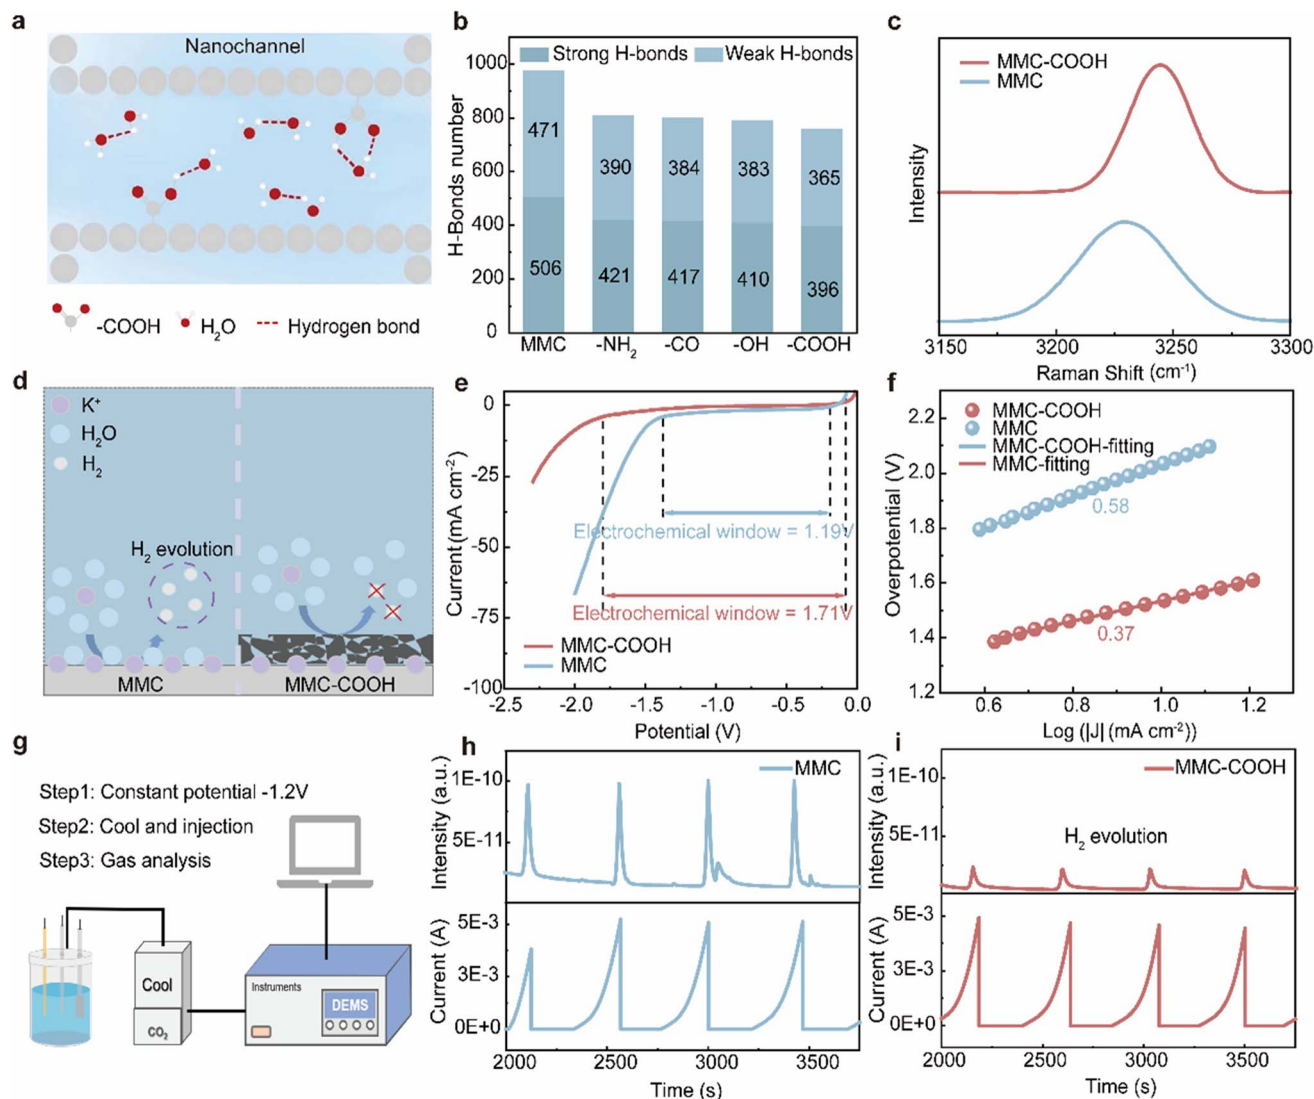 a
Nanochannel
-COOH
H₂O
Hydrogen bond
b
Strong H-bonds
Weak H-bonds
H-Bonds number
1000
800
600
400
200
0
471
390
384
383
365
506
421
417
410
396
MMC
-NH₂
-CO
-OH
-COOH
c
MMC-COOH
MMC
Intensity
3150
3200
3250
3300
Raman Shift (cm⁻¹)
d
K⁺
H₂O
H₂
H₂ evolution
MMC
MMC-COOH
e
Current (mA cm⁻²)
0
-25
-50
-75
-100
Electrochemical window = 1.19V
Electrochemical window = 1.71V
MMC-COOH
MMC
-2.5
-2.0
-1.5
-1.0
-0.5
0.0
Potential (V)
f
MMC-COOH
MMC
MMC-COOH-fitting
MMC-fitting
Overpotential (V)
2.2
2.0
1.8
1.6
1.4
1.2
0.58
0.37
0.6
0.8
1.0
1.2
Log (|J| (mA cm⁻²))
g
Step1: Constant potential -1.2V
Step2: Cool and injection
Step3: Gas analysis
Cool
CO₂
Instruments
DEMS
h
MMC
Intensity (a.u.)
1E-10
5E-11
Current (A)
5E-3
3E-3
0E+0
2000
2500
3000
3500
Time (s)
i
MMC-COOH
H₂ evolution
Intensity (a.u.)
1E-10
5E-11
Current (A)
5E-3
3E-3
0E+0
2000
2500
3000
3500
Time (s)